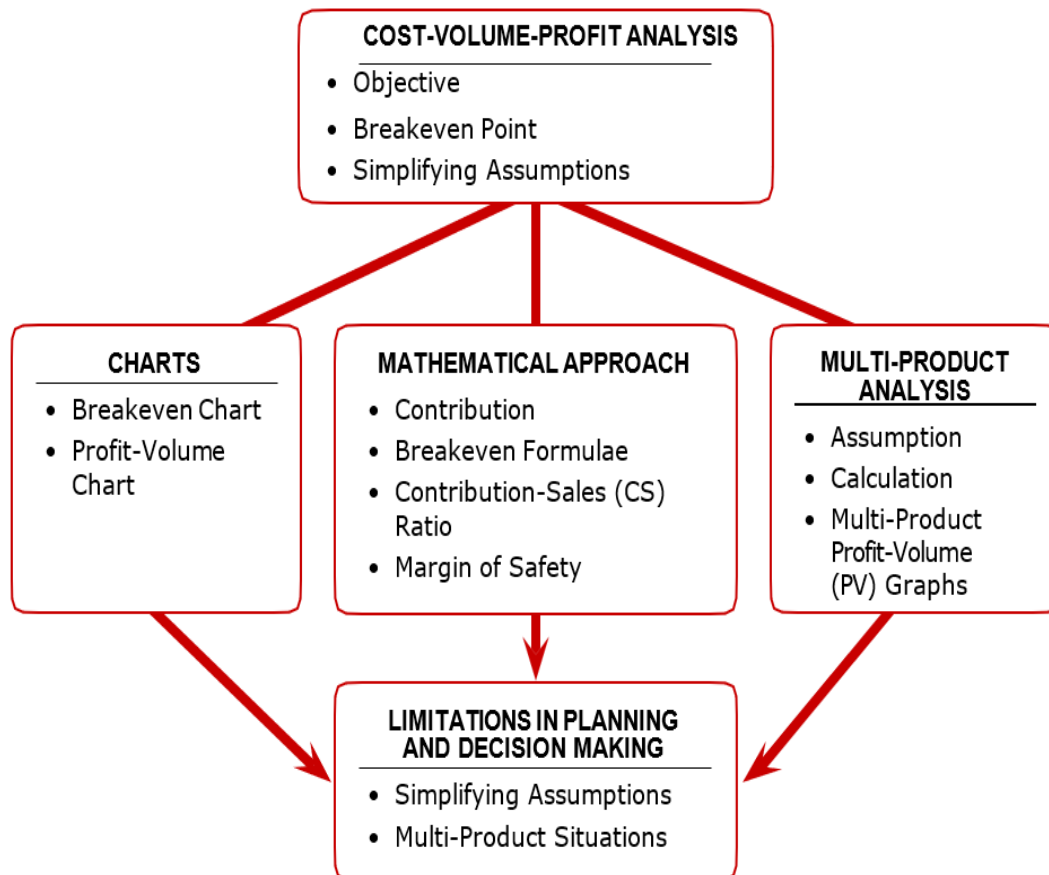 COST-VOLUME-PROFIT ANALYSIS
• Objective
• Breakeven Point
• Simplifying Assumptions
CHARTS
• Breakeven Chart
• Profit-Volume
Chart
MATHEMATICAL APPROACH
• Contribution
• Breakeven Formulae
• Contribution-Sales (CS)
Ratio
• Margin of Safety
MULTI-PRODUCT
ANALYSIS
• Assumption
• Calculation
• Multi-Product
Profit-Volume
(PV) Graphs
LIMITATIONS IN PLANNING
AND DECISION MAKING
• Simplifying Assumptions
• Multi-Product Situations